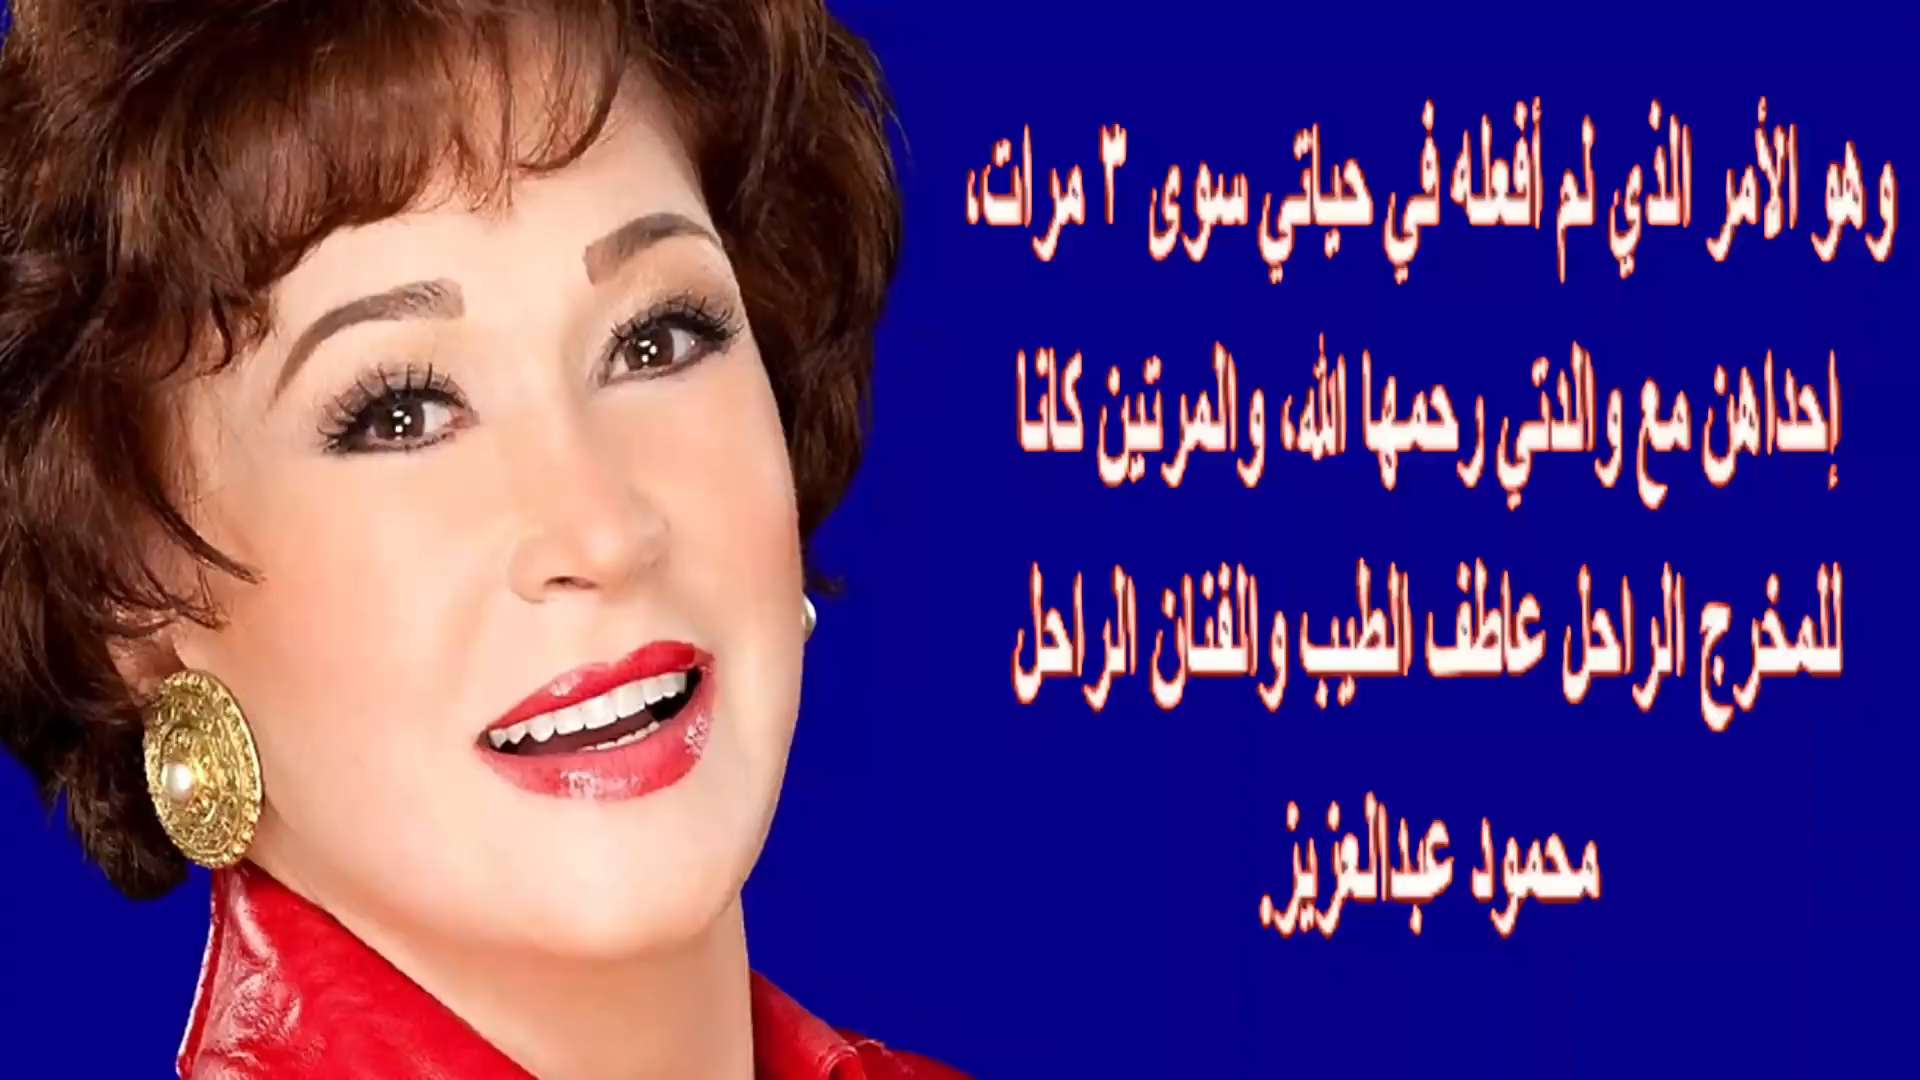 وهو الأمر الذي لم أفعله في حياتي سوى ٣ مرات،
إحداهن مع والدتي رحمها الله، والمرتين كانا
للمخرج الراحل عاطف الطيب والفنان الراحل
محمود عبدالعزيز.